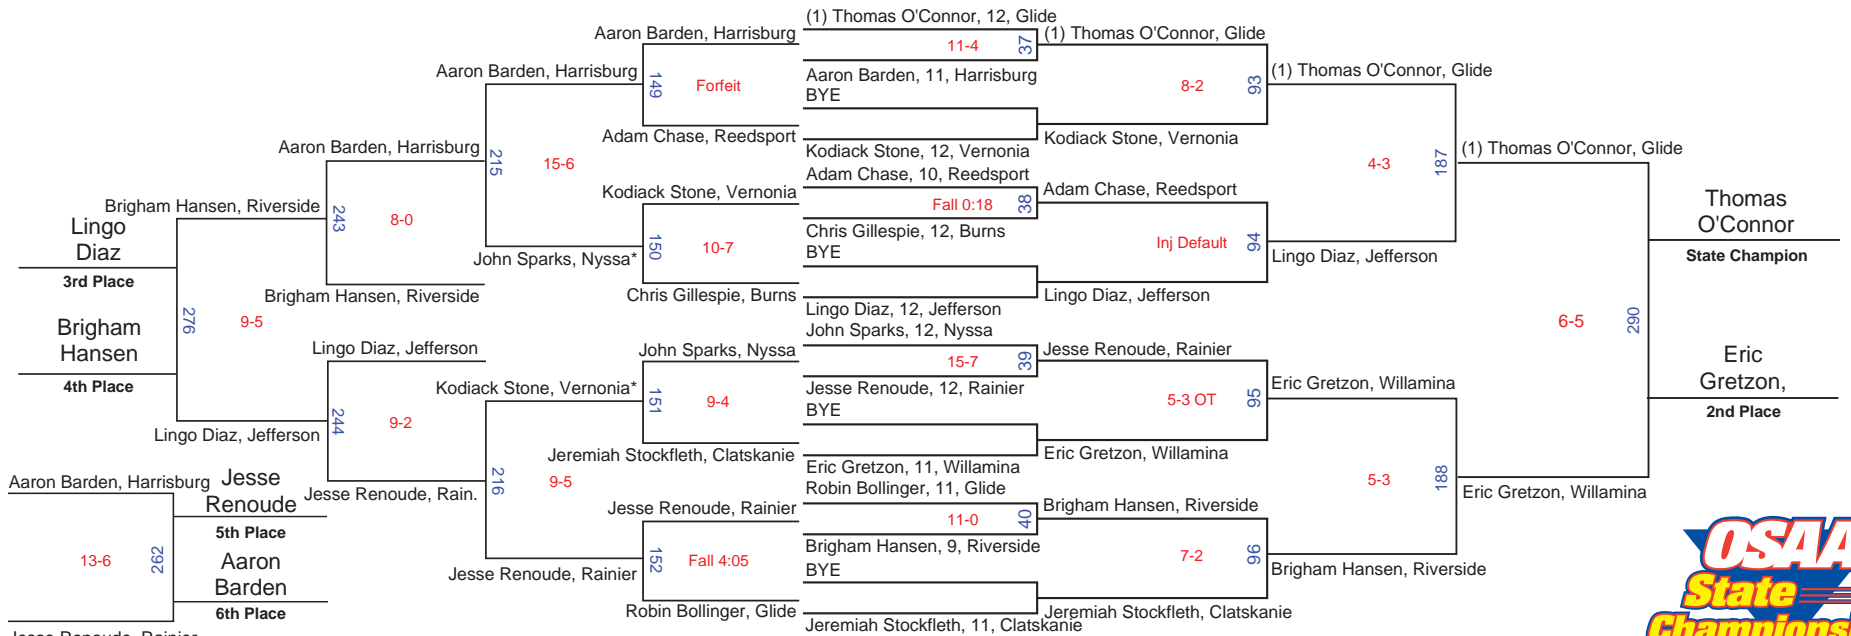 (1) Thomas O'Connor, 12, Glide
11-4
37
Aaron Barden, 11, Harrisburg
BYE
Kodiack Stone, 12, Vernonia
Adam Chase, 10, Reedsport
Fall 0:18
38
Chris Gillespie, 12, Burns
BYE
Lingo Diaz, 12, Jefferson
John Sparks, 12, Nyssa
15-7
39
Jesse Renoude, 12, Rainier
BYE
Eric Gretzon, 11, Willamina
Robin Bollinger, 11, Glide
11-0
40
Brigham Hansen, 9, Riverside
BYE
Jeremiah Stockfleth, 11, Clatskanie
(1) Thomas O'Connor, Glide
8-2
93
Kodiack Stone, Vernonia
Adam Chase, Reedsport
Inj Default
94
Lingo Diaz, Jefferson
Jesse Renoude, Rainier
5-3 OT
95
Eric Gretzon, Willamina
Brigham Hansen, Riverside
7-2
96
Jeremiah Stockfleth, Clatskanie
(1) Thomas O'Connor, Glide
4-3
187
Lingo Diaz, Jefferson
Eric Gretzon, Willamina
5-3
188
Brigham Hansen, Riverside
(1) Thomas O'Connor, Glide
6-5
290
Eric Gretzon, Willamina
Thomas
O'Connor
State Champion
Eric
Gretzon,
2nd Place
Aaron Barden, Harrisburg
149
Forfeit
Adam Chase, Reedsport
Kodiack Stone, Vernonia
150
10-7
Chris Gillespie, Burns
John Sparks, Nyssa
151
9-4
Jeremiah Stockfleth, Clatskanie
Jesse Renoude, Rainier
152
Fall 4:05
Robin Bollinger, Glide
Aaron Barden, Harrisburg
215
15-6
John Sparks, Nyssa*
Kodiack Stone, Vernonia*
216
9-5
Jesse Renoude, Rainier
Aaron Barden, Harrisburg
243
8-0
Brigham Hansen, Riverside
Lingo Diaz, Jefferson
244
9-2
Jesse Renoude, Rain.
Brigham Hansen, Riverside
276
9-5
Lingo Diaz, Jefferson
Lingo
Diaz
3rd Place
Brigham
Hansen
4th Place
Aaron Barden, Harrisburg
13-6
262
Jesse Renoude, Rainier
Jesse
Renoude
5th Place
Aaron
Barden
6th Place
OSAA
State
Champions